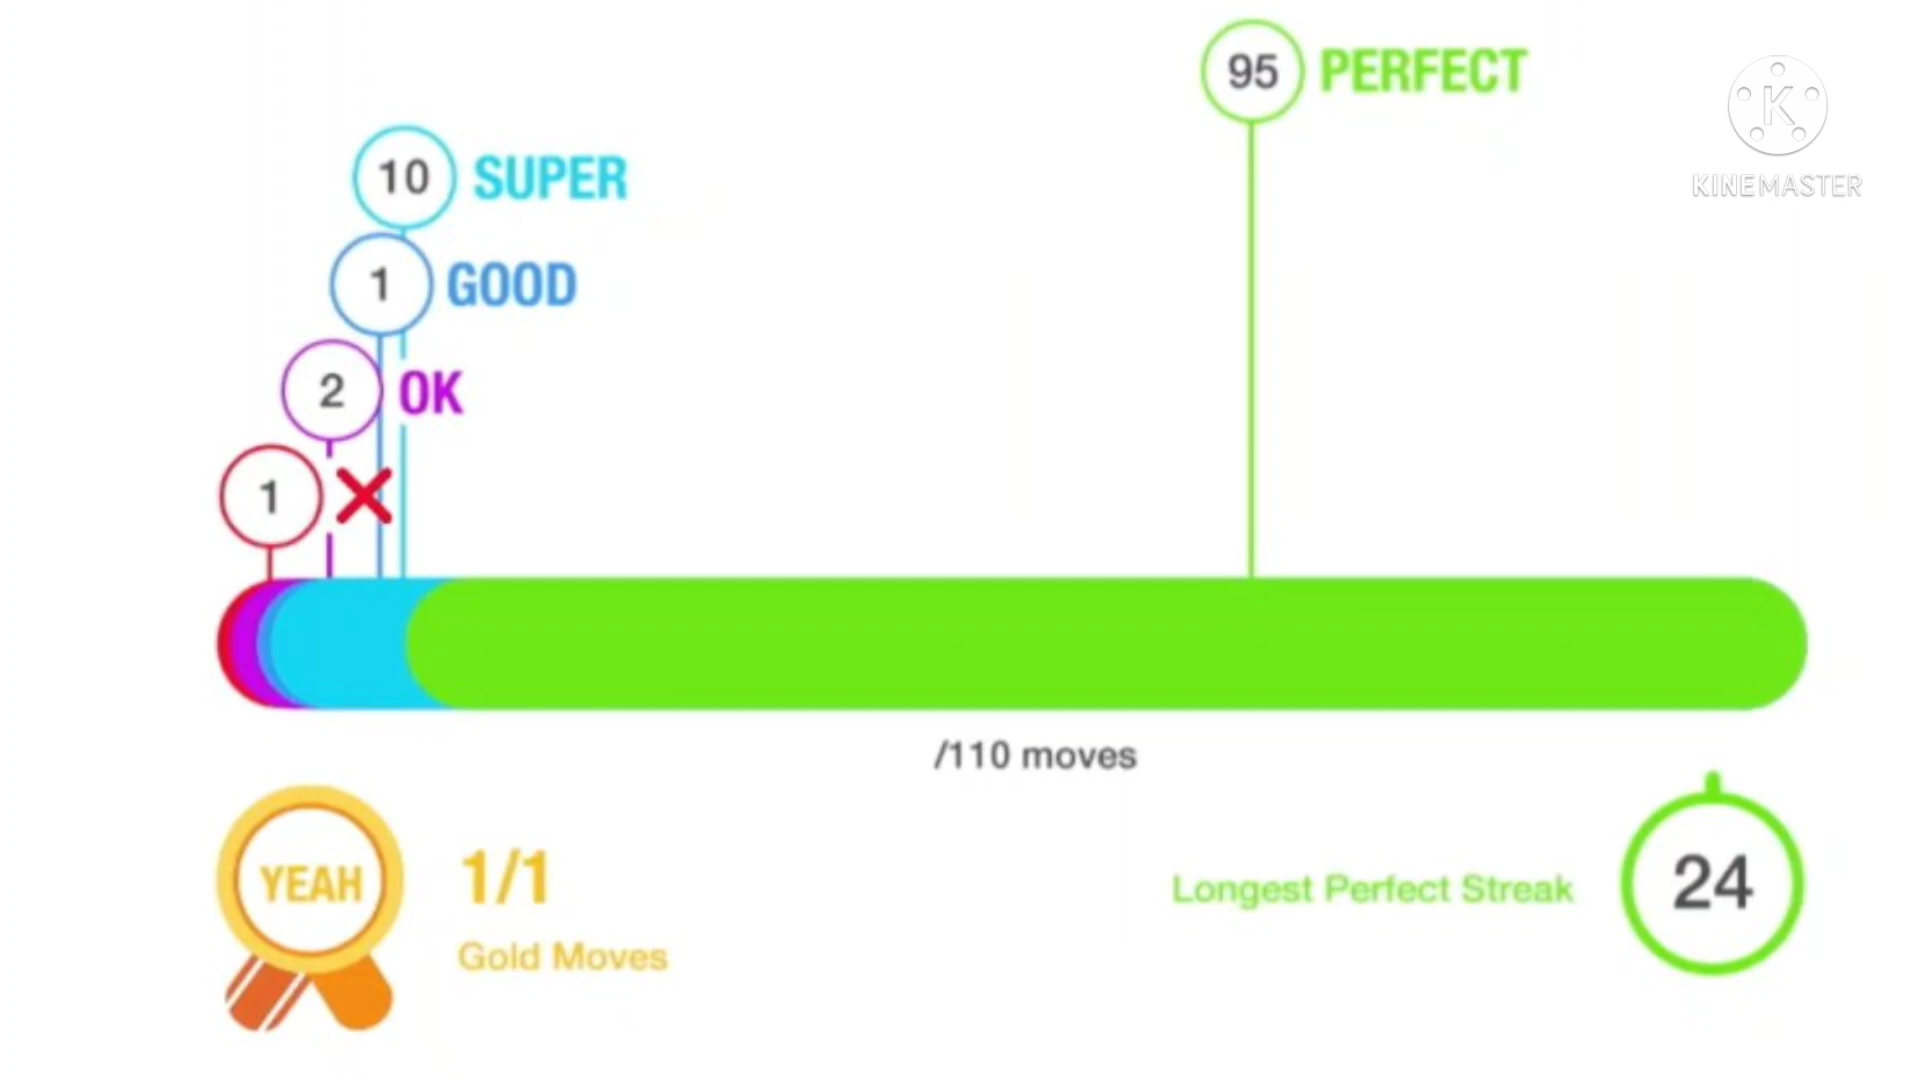 95 PERFECT
K
KINEMASTER
10 SUPER
1 GOOD
2 OK
1
/110 moves
YEAH
1/1
Gold Moves
Longest Perfect Streak
24